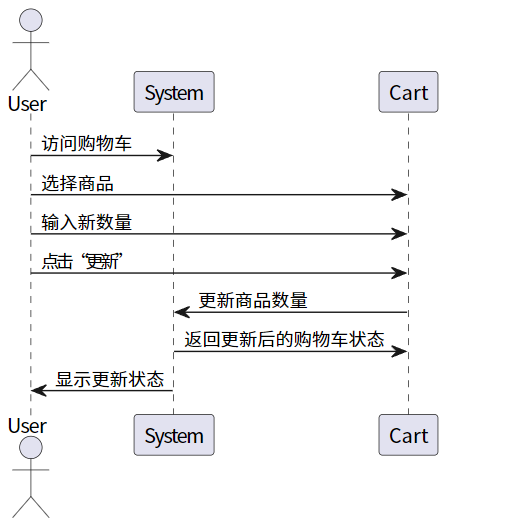 User
System
Cart
访问购物车
选择商品
输入新数量
点击“更新”
更新商品数量
返回更新后的购物车状态
显示更新状态
User
System
Cart